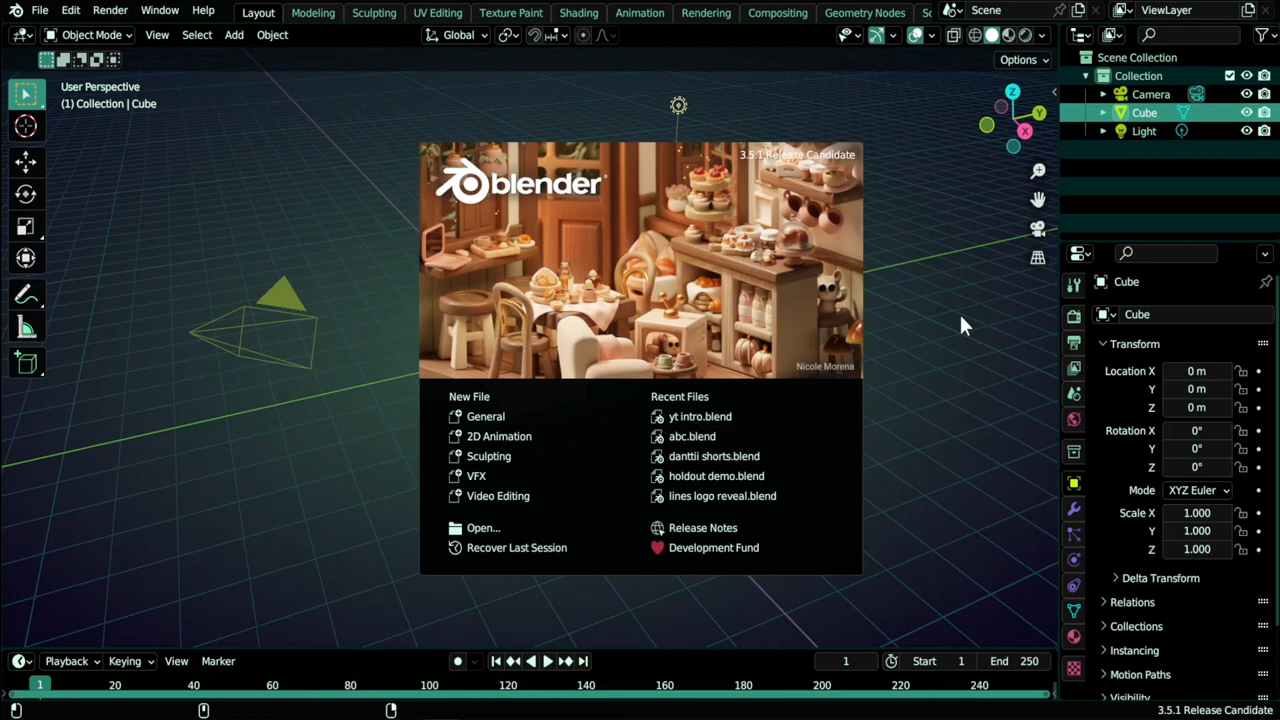 File Edit Render Window Help Layout Modeling Sculpting UV Editing Texture Paint Shading Animation Rendering Compositing Geometry Nodes Sc Scene ViewLayer
Object Mode View Select Add Object Global
Options
User Perspective
(1) Collection | Cube
Z
Y
X
Scene Collection
Collection
Camera
Cube
Light
3.5.1 Release Candidate
blender
Nicole Morena
New File
General
2D Animation
Sculpting
VFX
Video Editing
Open...
Recover Last Session
Recent Files
yt intro.blend
abc.blend
danttii shorts.blend
holdout demo.blend
lines logo reveal.blend
Release Notes
Development Fund
Cube
Cube
Transform
Location X 0 m
Y 0 m
Z 0 m
Rotation X 0°
Y 0°
Z 0°
Mode XYZ Euler
Scale X 1.000
Y 1.000
Z 1.000
Delta Transform
Relations
Collections
Instancing
Motion Paths
Visibility
Playback Keying View Marker 1 Start 1 End 250
1 20 40 60 80 100 120 140 160 180 200 220 240
3.5.1 Release Candidate